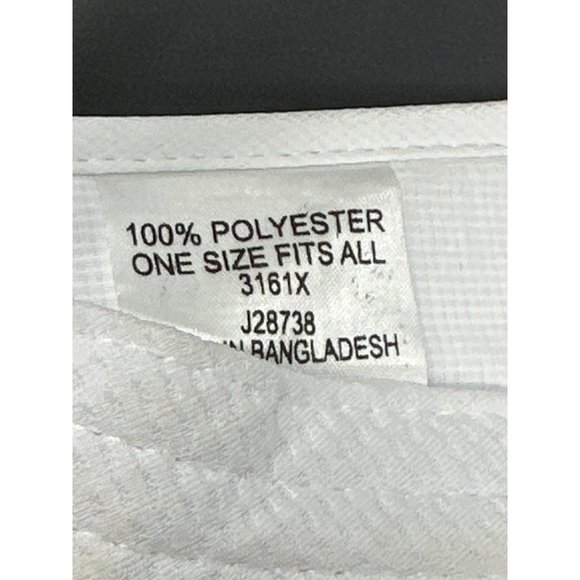 100% POLYESTER
ONE SIZE FITS ALL
3161X
J28738
IN BANGLADESH